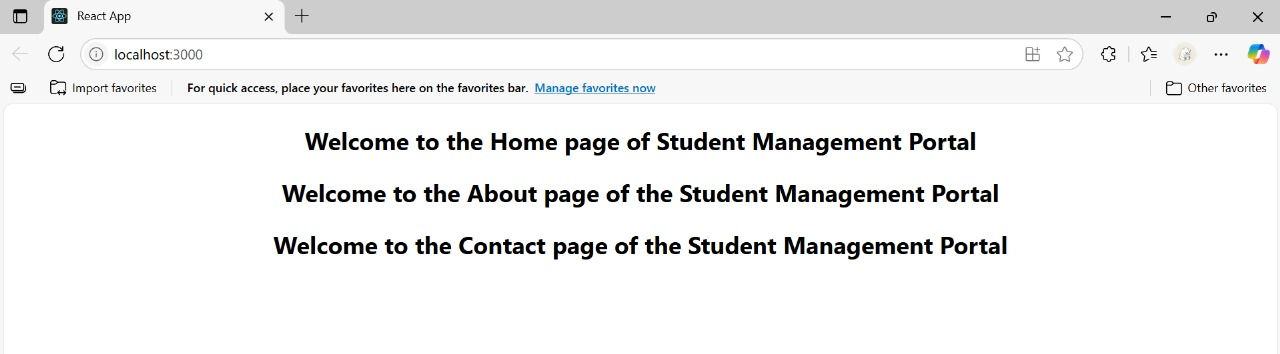 React App
localhost:3000
Import favorites
For quick access, place your favorites here on the favorites bar. Manage favorites now
Other favorites
Welcome to the Home page of Student Management Portal
Welcome to the About page of the Student Management Portal
Welcome to the Contact page of the Student Management Portal